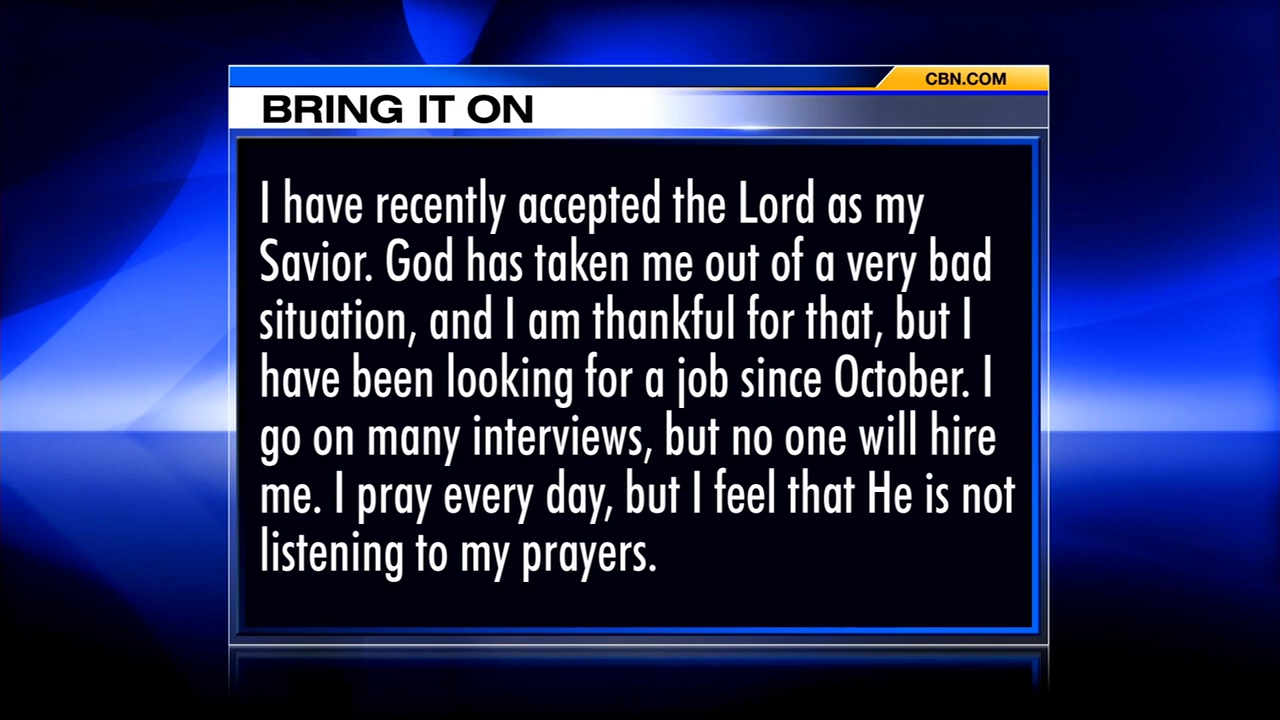 CBN.COM
BRING IT ON
I have recently accepted the Lord as my
Savior. God has taken me out of a very bad
situation, and I am thankful for that, but I
have been looking for a job since October. I
go on many interviews, but no one will hire
me. I pray every day, but I feel that He is not
listening to my prayers.